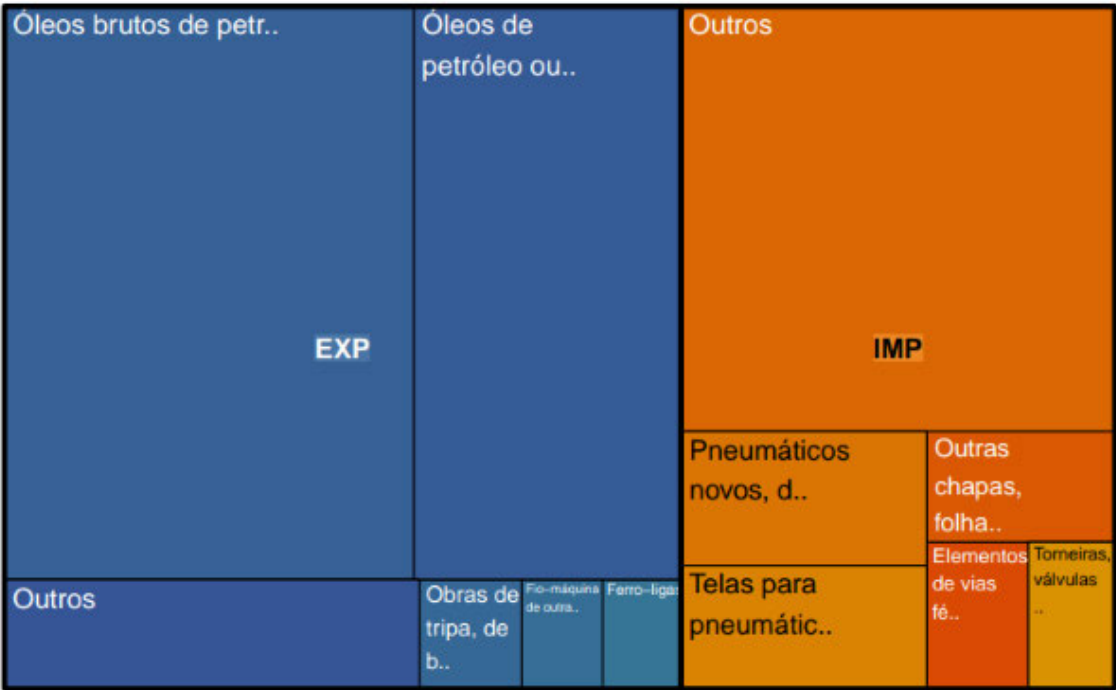 Óleos brutos de petr..
Óleos de
petróleo ou..
EXP
Outros
Obras de
tripa, de
b..
Fio-máquina
de outra..
Ferro-ligas
Outros
IMP
Pneumáticos
novos, d..
Outras
chapas,
folha..
Telas para
pneumátic..
Elementos
de vias
fé..
Torneiras,
válvulas
..